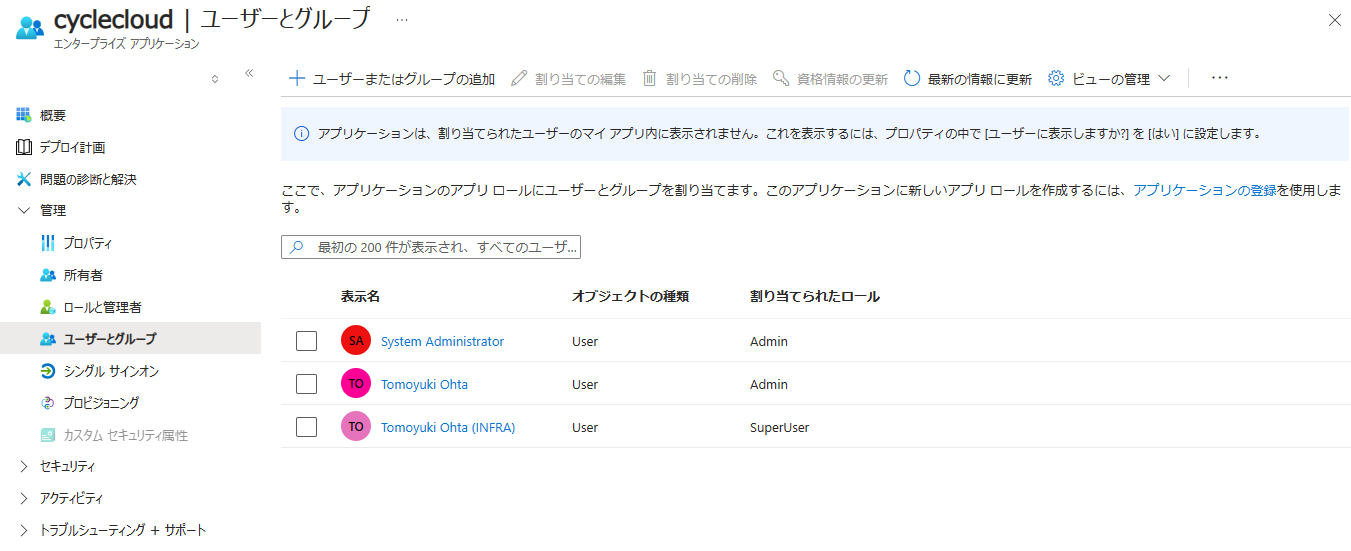 cyclecloud | ユーザーとグループ ...
エンタープライズ アプリケーション
ユーザーまたはグループの追加 割り当ての編集 割り当ての削除 資格情報の更新 最新の情報に更新 ビューの管理 ...
概要
デプロイ計画
問題の診断と解決
管理
プロパティ
所有者
ロールと管理者
ユーザーとグループ
シングル サインオン
プロビジョニング
カスタム セキュリティ属性
セキュリティ
アクティビティ
トラブルシューティング + サポート
アプリケーションは、割り当てられたユーザーのマイ アプリ内に表示されません。これを表示するには、プロパティの中で [ユーザーに表示しますか?] を [はい] に設定します。
ここで、アプリケーションのアプリ ロールにユーザーとグループを割り当てます。このアプリケーションに新しいアプリ ロールを作成するには、アプリケーションの登録を使用しま
す。
最初の 200 件が表示され、すべてのユーザ...
表示名 オブジェクトの種類 割り当てられたロール
SA System Administrator User Admin
TO Tomoyuki Ohta User Admin
TO Tomoyuki Ohta (INFRA) User SuperUser